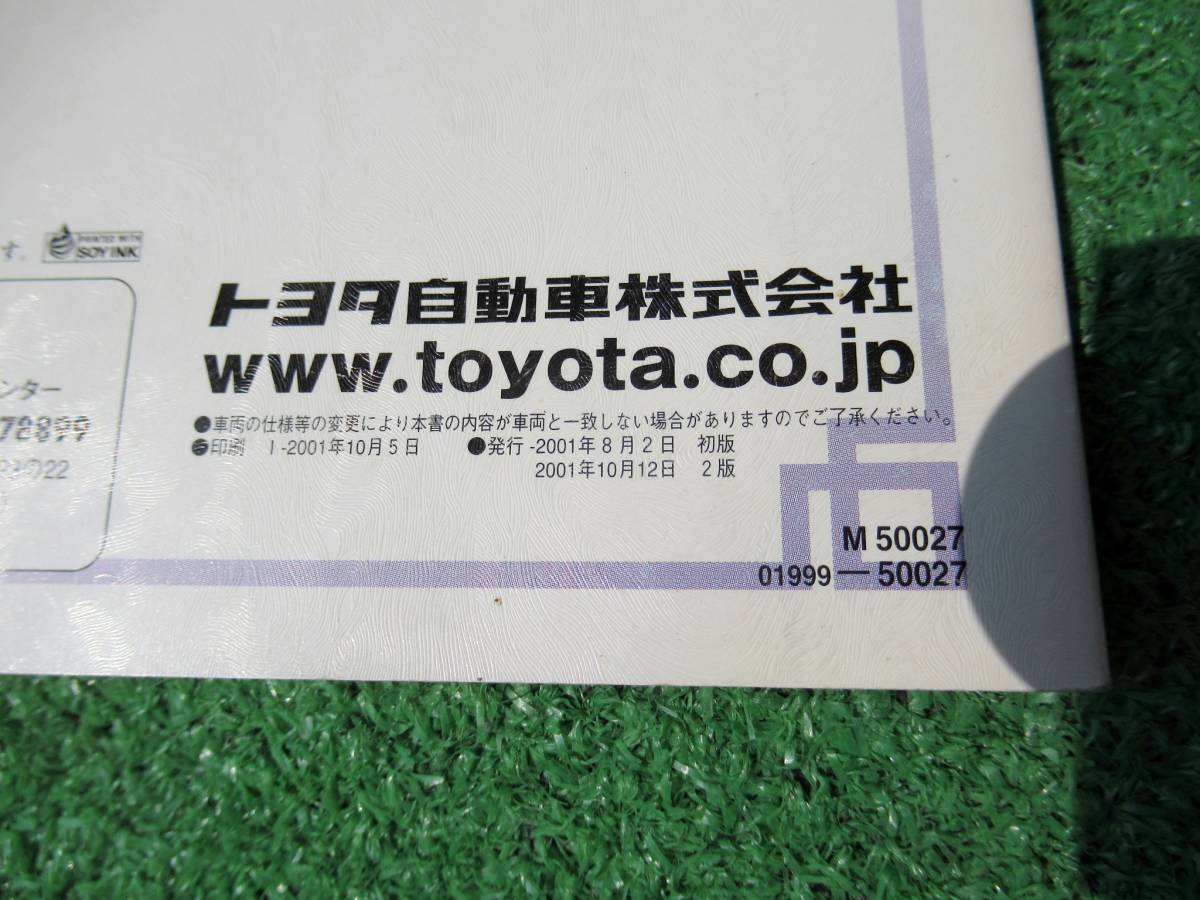 す。 PRINTED WITH
SOY INK
トヨタ自動車株式会社
www.toyota.co.jp
ンター
78899
●車両の仕様等の変更により本書の内容が車両と一致しない場合がありますのでご了承ください。
●印刷 I-2001年10月5日 ●発行-2001年8月2日 初版
2001年10月12日 2版
M 50027
01999—50027